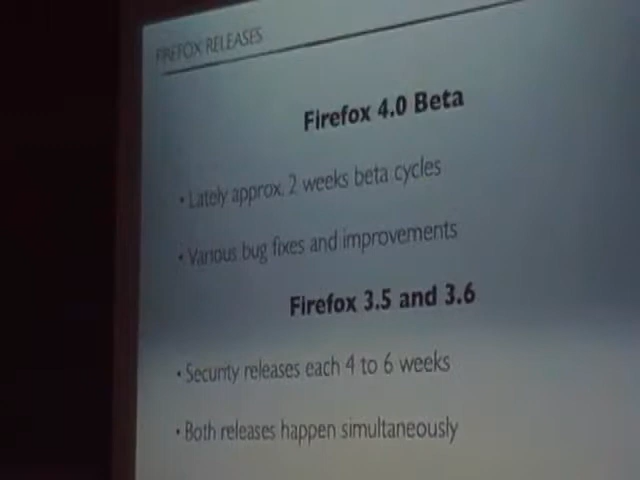 FIREFOX RELEASES
Firefox 4.0 Beta
• Lately approx. 2 weeks beta cycles
• Various bug fixes and improvements
Firefox 3.5 and 3.6
• Security releases each 4 to 6 weeks
• Both releases happen simultaneously